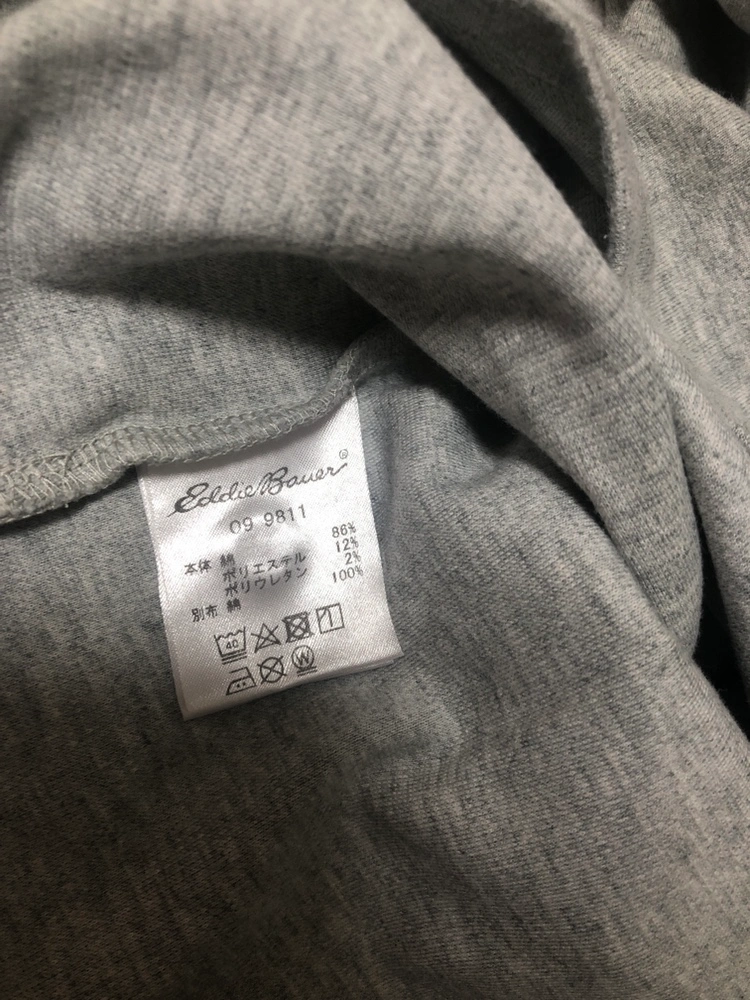 Eddie Bauer®
09 9811
本体 綿 86%
ポリエステル 12%
ポリウレタン 2%
別布 綿 100%
40
W